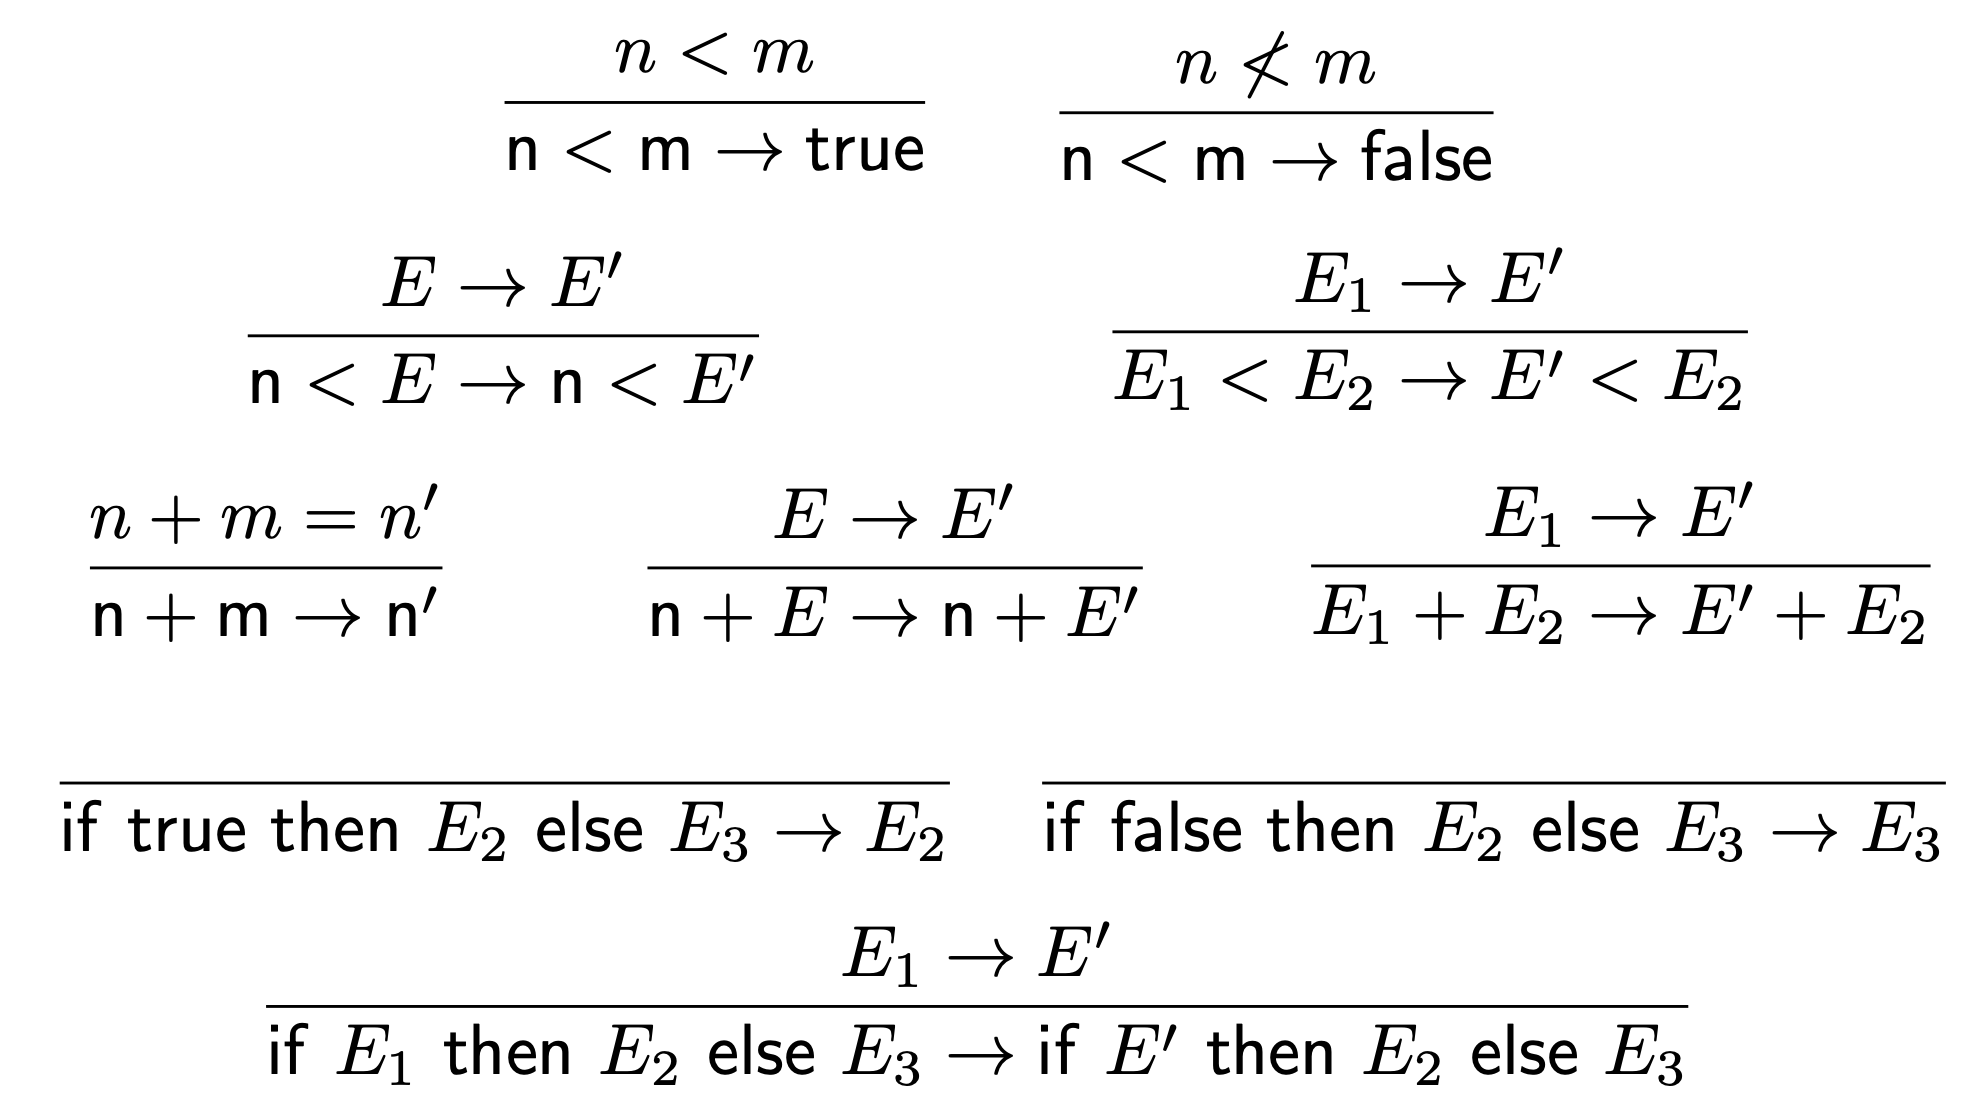 n < m n ≮ m
n < m → true n < m → false
E → E′ E₁ → E′
n < E → n < E′ E₁ < E₂ → E′ < E₂
n + m = n′ E → E′ E₁ → E′
n + m → n′ n + E → n + E′ E₁ + E₂ → E′ + E₂
if true then E₂ else E₃ → E₂ if false then E₂ else E₃ → E₃
E₁ → E′
if E₁ then E₂ else E₃ → if E′ then E₂ else E₃